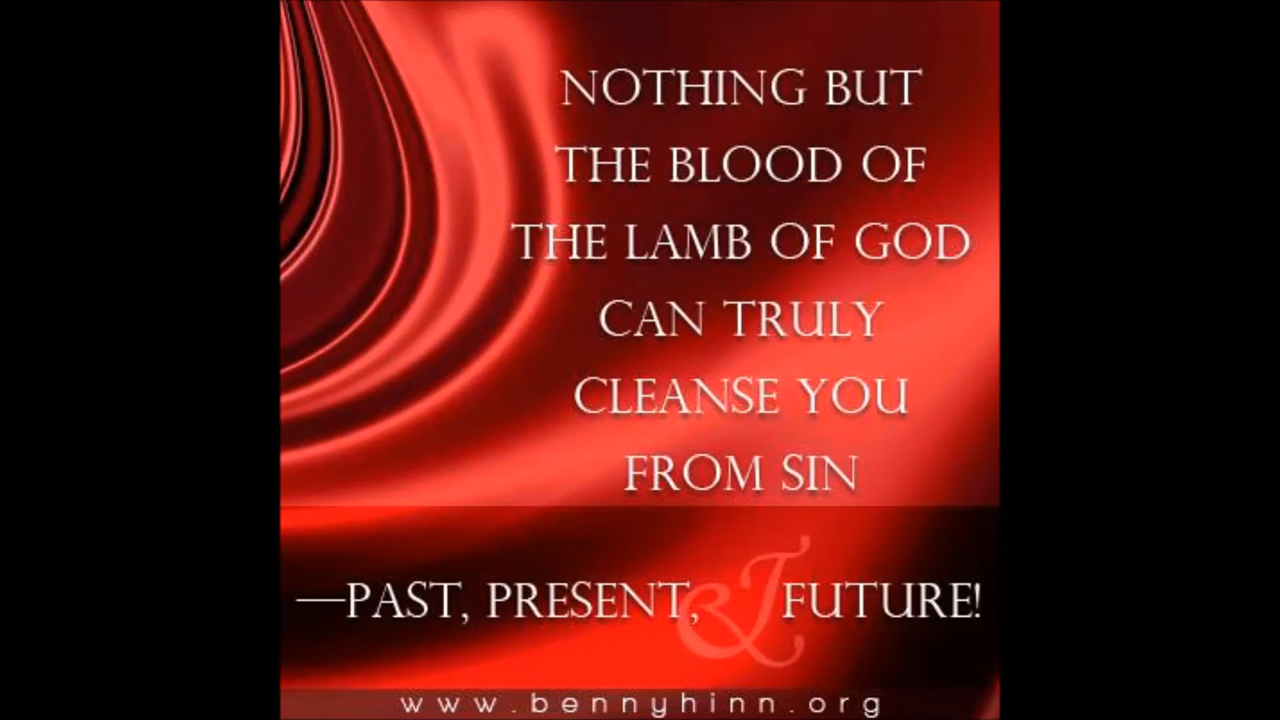 NOTHING BUT
THE BLOOD OF
THE LAMB OF GOD
CAN TRULY
CLEANSE YOU
FROM SIN
—PAST, PRESENT, & FUTURE!
www.bennyhinn.org